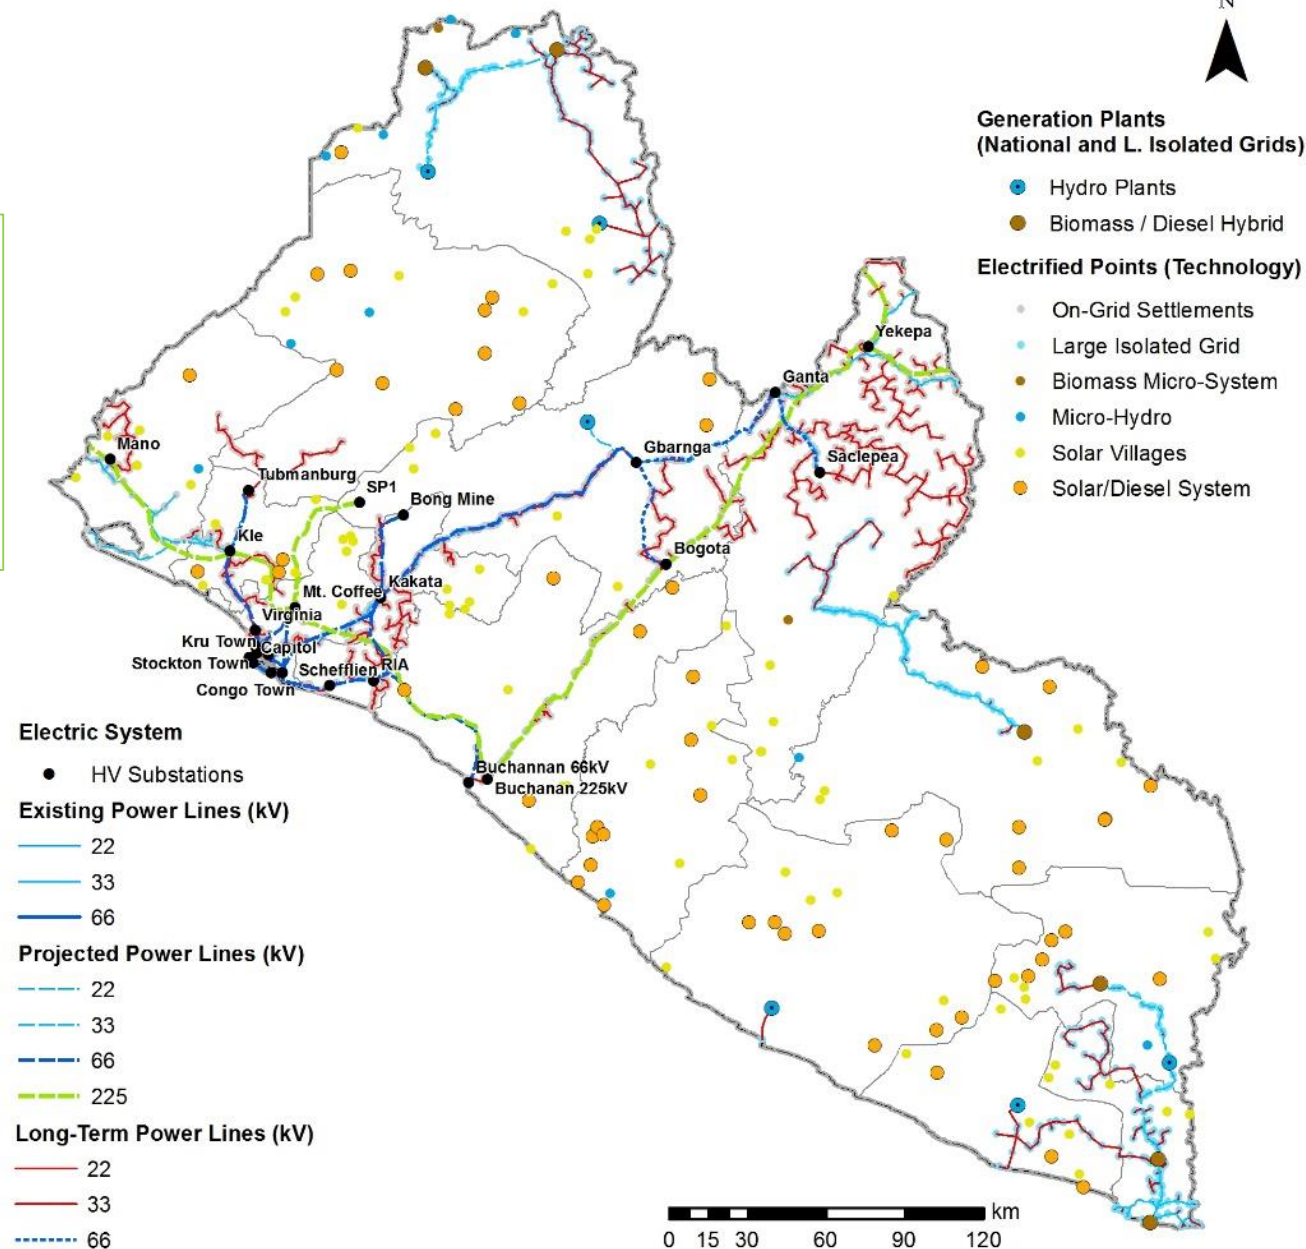 N
Generation Plants
(National and L. Isolated Grids)
Hydro Plants
Biomass / Diesel Hybrid
Electrified Points (Technology)
On-Grid Settlements
Large Isolated Grid
Biomass Micro-System
Micro-Hydro
Solar Villages
Solar/Diesel System
Yekepa
Ganta
Mano
Gbarnga
Saclepea
Tubmanburg
SP1
Bong Mine
Kle
Bogota
Kakata
Mt. Coffee
Virginia
Kru Town
Capitol
Stockton Town
Schefflien
RIA
Congo Town
Buchannan 66kV
Buchanan 225kV
Electric System
HV Substations
Existing Power Lines (kV)
22
33
66
Projected Power Lines (kV)
22
33
66
225
Long-Term Power Lines (kV)
22
33
66
km
0 15 30 60 90 120